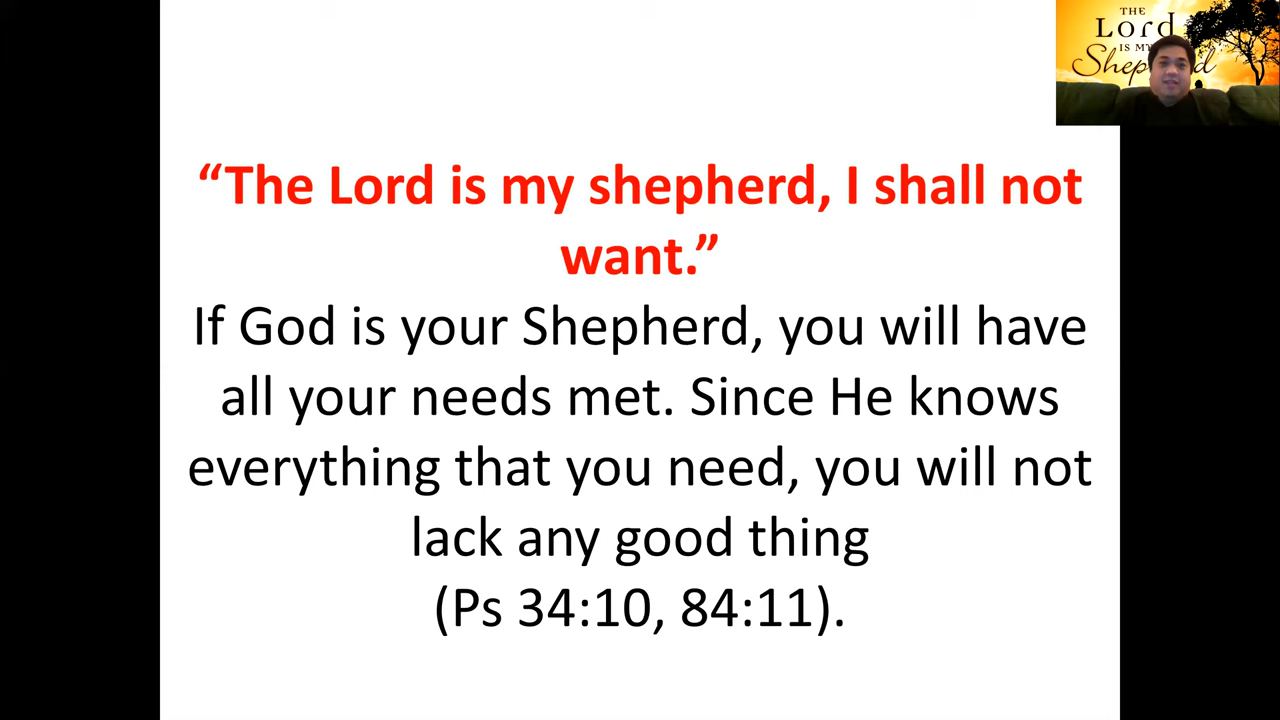 THE
Lord
IS MY
“The Lord is my shepherd, I shall not
want.”
If God is your Shepherd, you will have
all your needs met. Since He knows
everything that you need, you will not
lack any good thing
(Ps 34:10, 84:11).